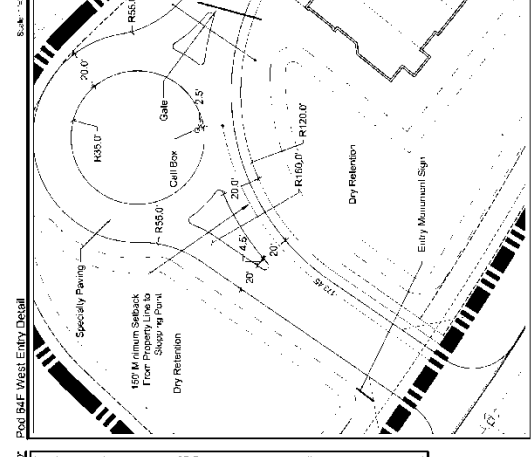 Pod 64F West Entry Detail
R55.0'
20.0'
R35.0'
Gate
2.5'
Call Box
R120.0'
R160.0'
20.0'
Dry Retention
Entry Monument Sign
Specialty Paving
R55.0'
4.5'
20'
20'
150' Minimum Setback
From Property Line to
Stopping Point
Dry Retention